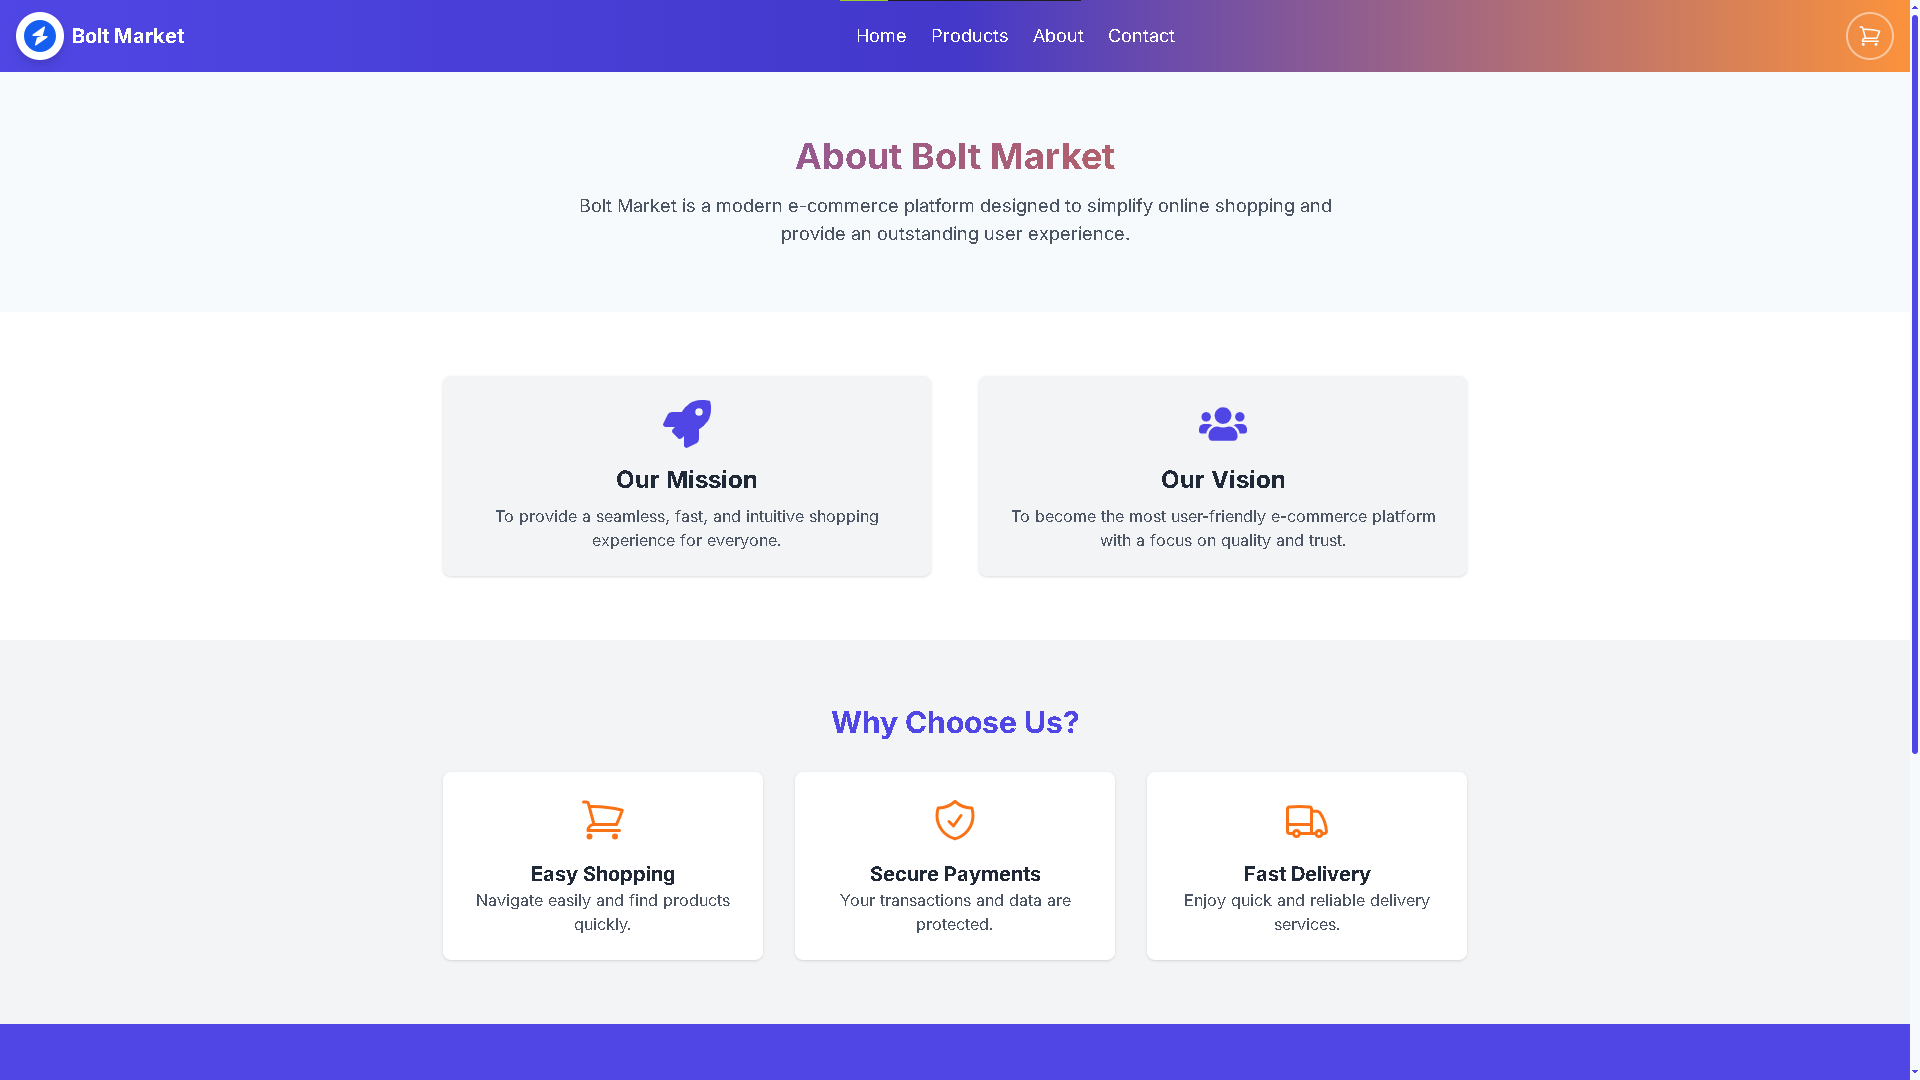 Bolt Market
Home
Products
About
Contact
About Bolt Market
Bolt Market is a modern e-commerce platform designed to simplify online shopping and
provide an outstanding user experience.
Our Mission
To provide a seamless, fast, and intuitive shopping
experience for everyone.
Our Vision
To become the most user-friendly e-commerce platform
with a focus on quality and trust.
Why Choose Us?
Easy Shopping
Navigate easily and find products
quickly.
Secure Payments
Your transactions and data are
protected.
Fast Delivery
Enjoy quick and reliable delivery
services.